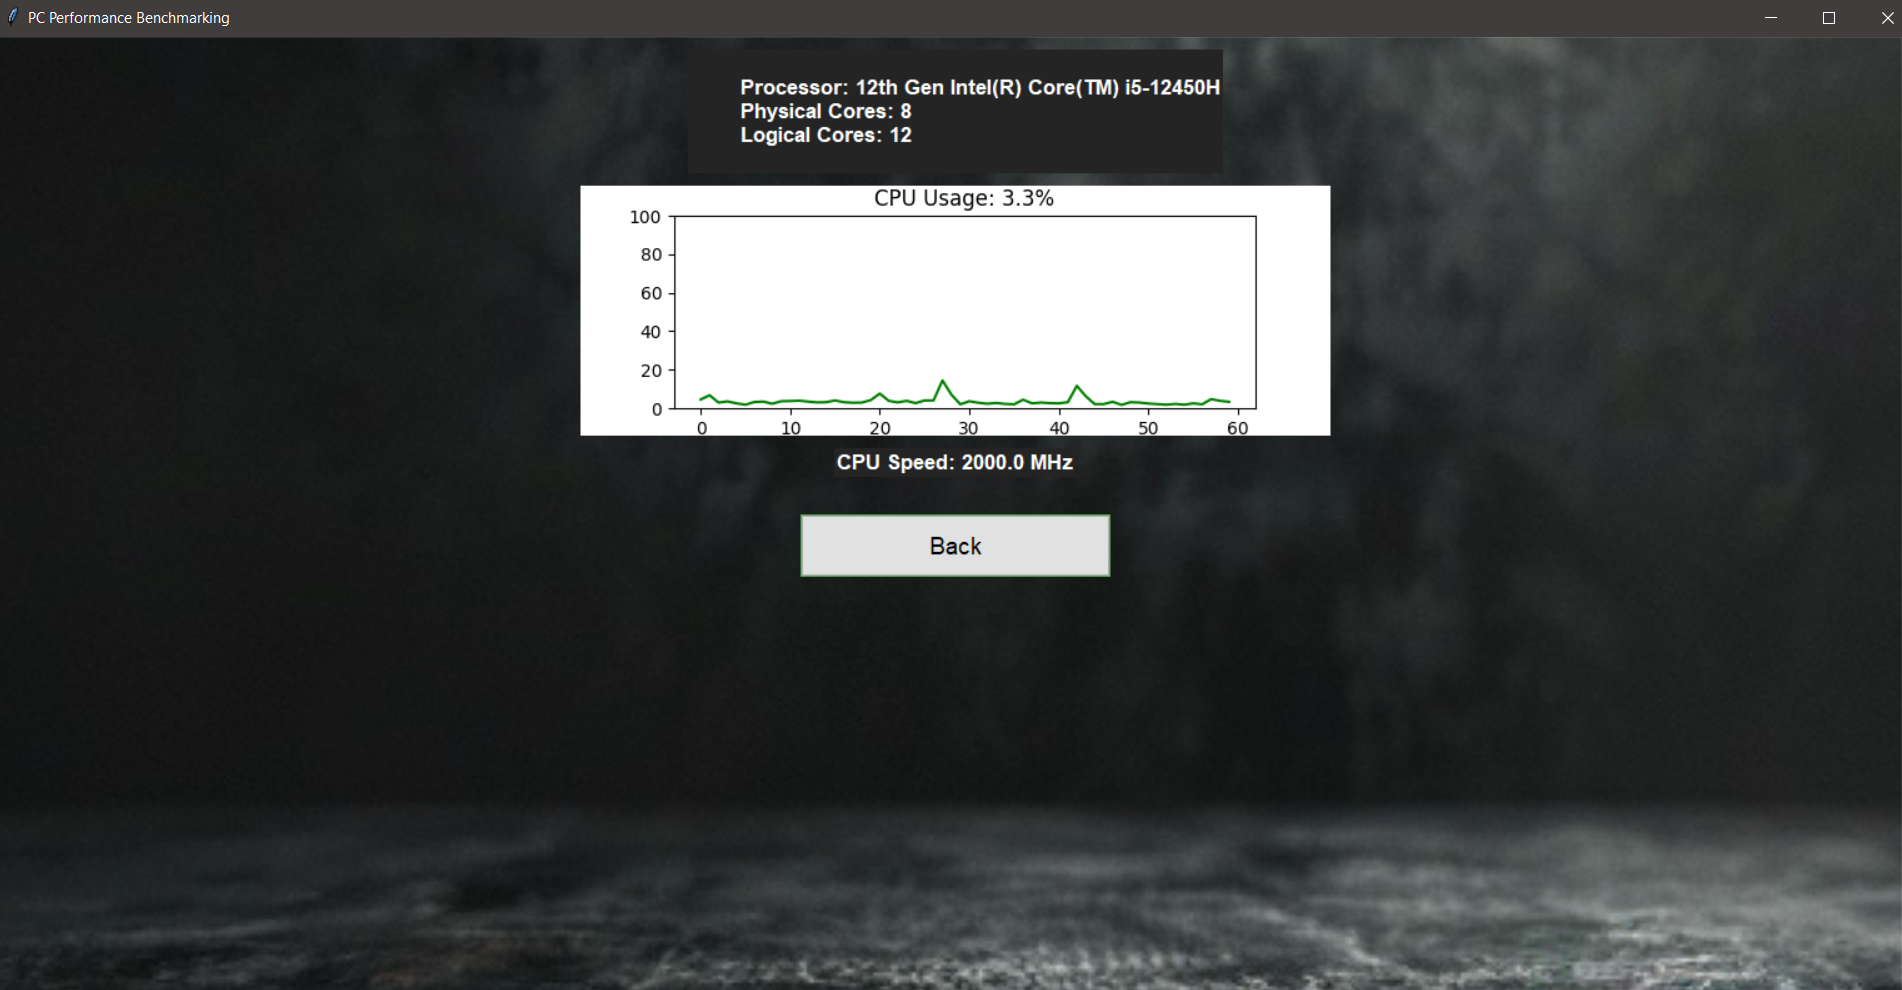 PC Performance Benchmarking
Processor: 12th Gen Intel(R) Core(TM) i5-12450H
Physical Cores: 8
Logical Cores: 12
CPU Usage: 3.3%
100
80
60
40
20
0
0 10 20 30 40 50 60
CPU Speed: 2000.0 MHz
Back